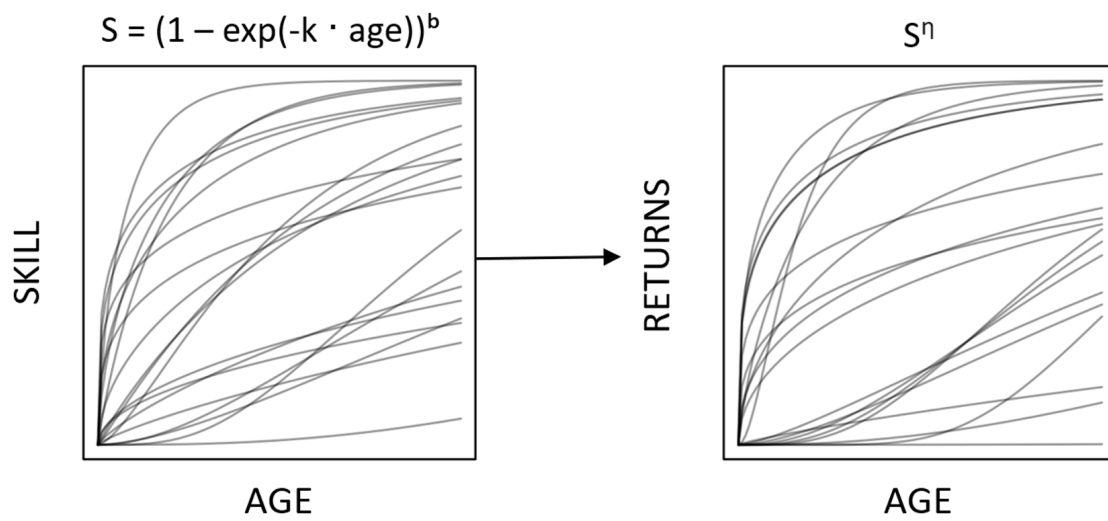 S = (1 – exp(-k · age))ᵇ
S^η
SKILL
RETURNS
AGE
AGE